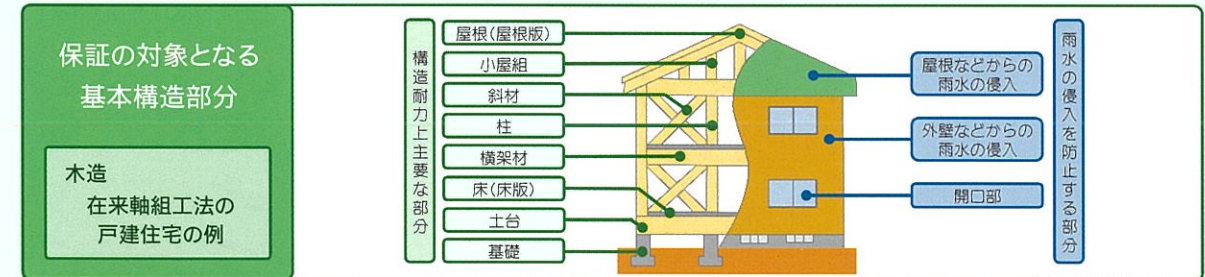 保証の対象となる
基本構造部分
木造
在来軸組工法の
戸建住宅の例
構造耐力上主要な部分
屋根(屋根版)
小屋組
斜材
柱
横架材
床(床版)
土台
基礎
屋根などからの
雨水の侵入
外壁などからの
雨水の侵入
開口部
雨水の侵入を防止する部分